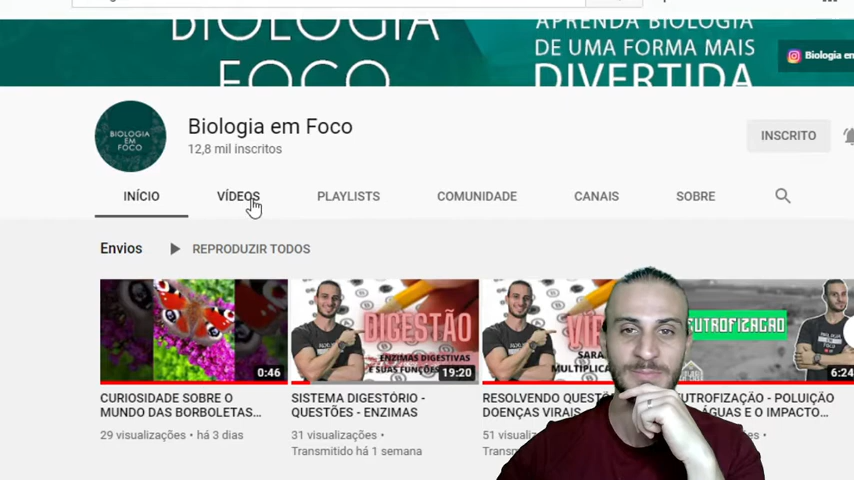 BIOLOGIA
FOCO
APRENDA BIOLOGIA
DE UMA FORMA MAIS
DIVERTIDA
Biologia em
BIOLOGIA
EM
FOCO
Biologia em Foco
12,8 mil inscritos
INSCRITO
INÍCIO
VÍDEOS
PLAYLISTS
COMUNIDADE
CANAIS
SOBRE
Envios
REPRODUZIR TODOS
0:46
DIGESTÃO
ENZIMAS DIGESTIVAS
E SUAS FUNÇÕES
19:20
SARA
MULTIPLICA
EUTROFIZAÇÃO
6:24
CURIOSIDADE SOBRE O
MUNDO DAS BORBOLETAS...
29 visualizações • há 3 dias
SISTEMA DIGESTÓRIO -
QUESTÕES - ENZIMAS
31 visualizações •
Transmitido há 1 semana
RESOLVENDO QUEST
DOENÇAS VIRAIS
51 visua
Transm
UTROFIZAÇÃO - POLUIÇÃO
ÁGUAS E O IMPACTO...